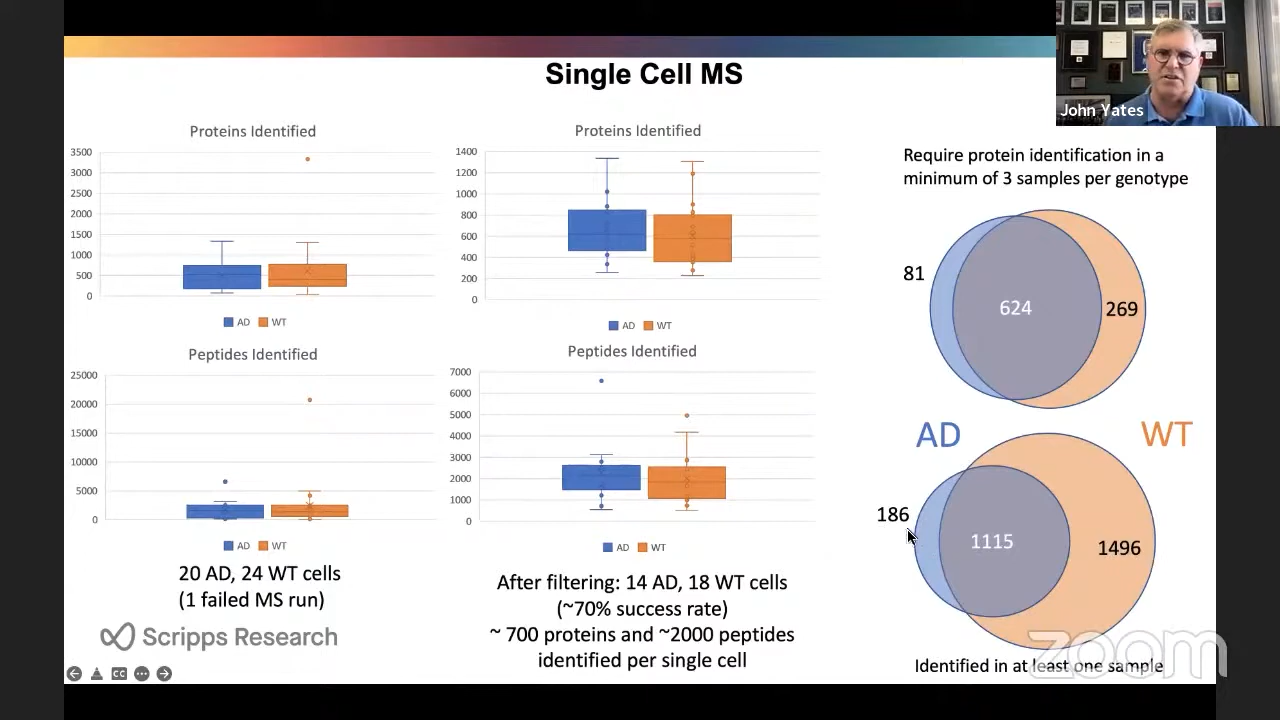 Single Cell MS
John Yates
Proteins Identified
3500
3000
2500
2000
1500
1000
500
0
AD WT
Proteins Identified
1400
1200
1000
800
600
400
200
0
AD WT
Peptides Identified
25000
20000
15000
10000
5000
0
AD WT
Peptides Identified
7000
6000
5000
4000
3000
2000
1000
0
AD WT
20 AD, 24 WT cells
(1 failed MS run)
After filtering: 14 AD, 18 WT cells
(~70% success rate)
~ 700 proteins and ~2000 peptides
identified per single cell
Scripps Research
CC
Require protein identification in a
minimum of 3 samples per genotype
81
624
269
AD WT
186
1115
1496
Identified in at least one sample
zoom